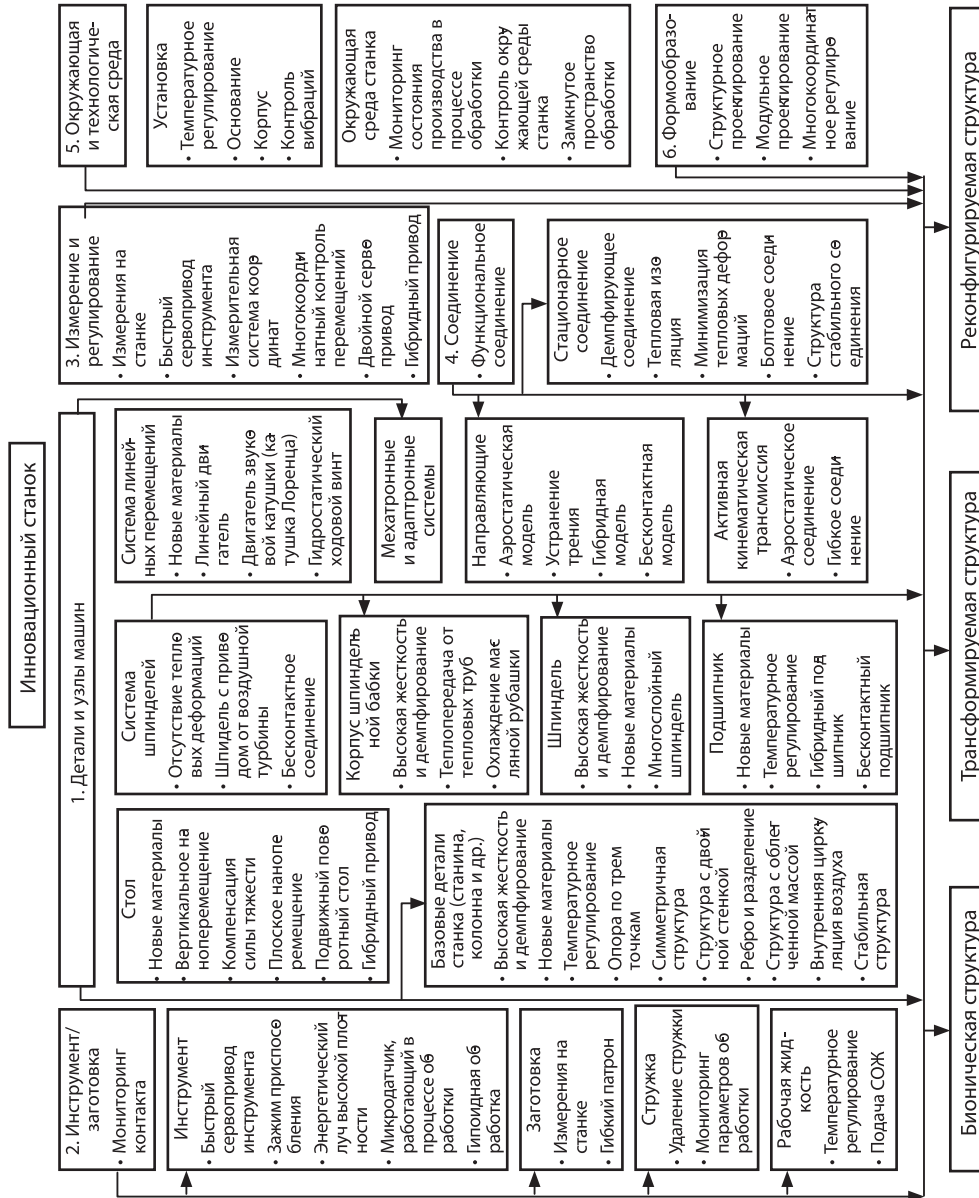 Инновационный станок
1. Детали и узлы машин
2. Инструмент/
заготовка
• Мониторинг
контакта
Инструмент
• Быстрый
сервопривод
инструмента
• Зажим приспосо-
бления
• Энергетический
луч высокой плот-
ности
• Микродатчик,
работающий в
процессе об-
работки
• Гипоидная об-
работка
Заготовка
• Измерения на
станке
• Гибкий патрон
Стружка
• Удаление стружки
• Мониторинг
параметров об-
работки
Рабочая жид-
кость
• Температурное
регулирование
• Подача СОЖ
Стол
• Новые материалы
• Вертикальное на-
ноперемещение
• Компенсация
силы тяжести
• Плоское нанопе-
ремещение
• Подвижный пово-
ротный стол
• Гибридный привод
Базовые детали
станка (станина,
колонна и др.)
• Высокая жесткость
и демпфирование
• Новые материалы
• Температурное
регулирование
• Опора по трем
точкам
• Симметричная
структура
• Структура с двой-
ной стенкой
• Ребро и разделение
• Структура с облег-
ченной массой
• Внутренняя цирку-
ляция воздуха
• Стабильная
структура
Система
шпинделей
• Отсутствие тепло-
вых деформаций
• Шпидель с приво-
дом от воздушной
турбины
• Бесконтактное
соединение
Корпус шпиндель-
ной бабки
• Высокая жесткость
и демпфирование
• Теплопередача от
тепловых труб
• Охлаждение мас-
ляной рубашки
Шпиндель
• Высокая жесткость
и демпфирование
• Новые материалы
• Многослойный
шпиндель
Подшипник
• Новые материалы
• Температурное
регулирование
• Гибридный под-
шипник
• Бесконтактный
подшипник
Система линей-
ных перемещений
• Новые материалы
• Линейный дви-
гатель
• Двигатель звуко-
вой катушки (ка-
тушка Лоренца)
• Гидростатический
ходовой винт
Мехатронные
и адаптронные
системы
Направляющие
• Аэростатическая
модель
• Устранение
трения
• Гибридная
модель
• Бесконтактная
модель
Активная
кинематическая
трансмиссия
• Аэростатическое
соединение
• Гибкое соеди-
нение
3. Измерение и
регулирование
• Измерения на
станке
• Быстрый
сервопривод
инструмента
• Измерительная
система коор-
динат
• Многокоорди-
натный контроль
перемещений
• Двойной серво-
привод
• Гибридный привод
4. Соединение
• Функциональное
соединение
Стационарное
соединение
• Демпфирующее
соединение
• Тепловая изо-
ляция
• Минимизация
тепловых дефор-
маций
• Болтовое соеди-
нение
• Структура
стабильного со-
единения
5. Окружающая
и технологиче-
ская среда
Установка
• Температурное
регулирование
• Основание
• Корпус
• Контроль
вибраций
Окружающая
среда станка
• Мониторинг
состояния
производства в
процессе
обработки
• Контроль окру-
жающей среды
станка
• Замкнутое
пространство
обработки
6. Формообразо-
вание
• Структурное
проектирование
• Модульное
проектирование
• Многокоординат-
ное регулиро-
вание
Бионическая структура
Трансформируемая структура
Реконфигурируемая структура